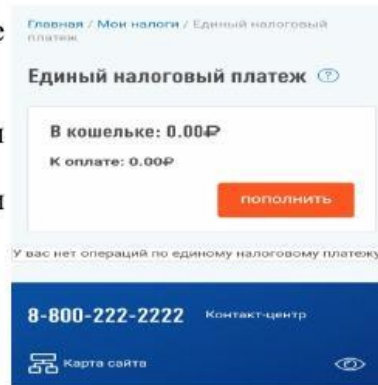 е
Главная / Мои налоги / Единый налоговый
платеж
Единый налоговый платеж ?
В кошельке: 0.00₽
и
К оплате: 0.00₽
и
ПОПОЛНИТЬ
У вас нет операций по единому налоговому платежу
8-800-222-2222 Контакт-центр
Карта сайта